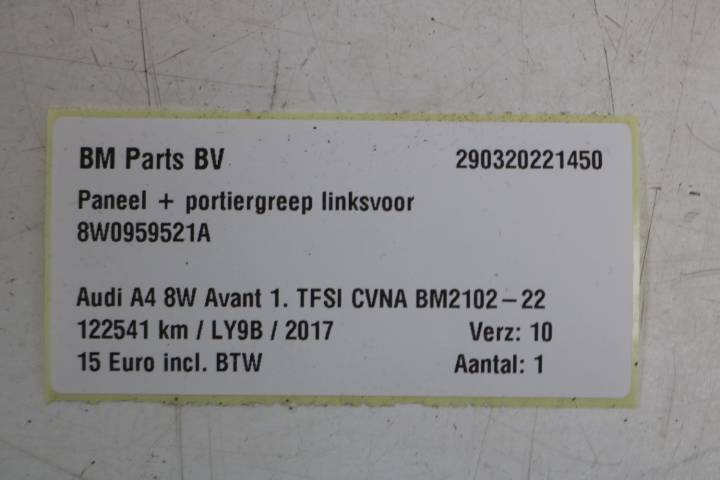 BM Parts BV 290320221450
Paneel + portiergreep linksvoor
8W0959521A
Audi A4 8W Avant 1. TFSI CVNA BM2102-22
122541 km / LY9B / 2017 Verz: 10
15 Euro incl. BTW Aantal: 1